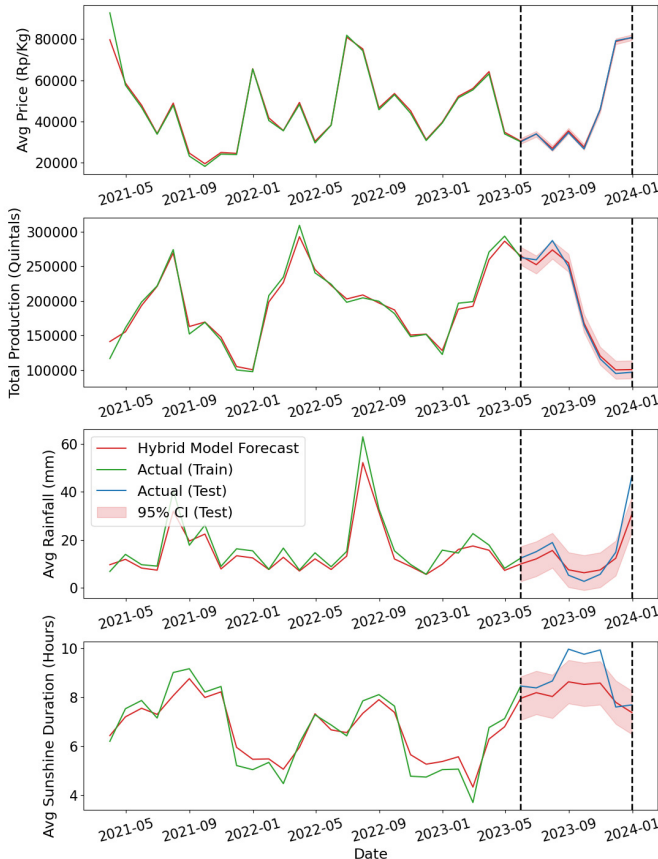 Avg Price (Rp/Kg)
80000
60000
40000
20000
2021-05 2021-09 2022-01 2022-05 2022-09 2023-01 2023-05 2023-09 2024-01
Total Production (Quintals)
300000
250000
200000
150000
100000
2021-05 2021-09 2022-01 2022-05 2022-09 2023-01 2023-05 2023-09 2024-01
Avg Rainfall (mm)
60
40
20
0
Hybrid Model Forecast
Actual (Train)
Actual (Test)
95% CI (Test)
2021-05 2021-09 2022-01 2022-05 2022-09 2023-01 2023-05 2023-09 2024-01
Avg Sunshine Duration (Hours)
10
8
6
4
2021-05 2021-09 2022-01 2022-05 2022-09 2023-01 2023-05 2023-09 2024-01
Date